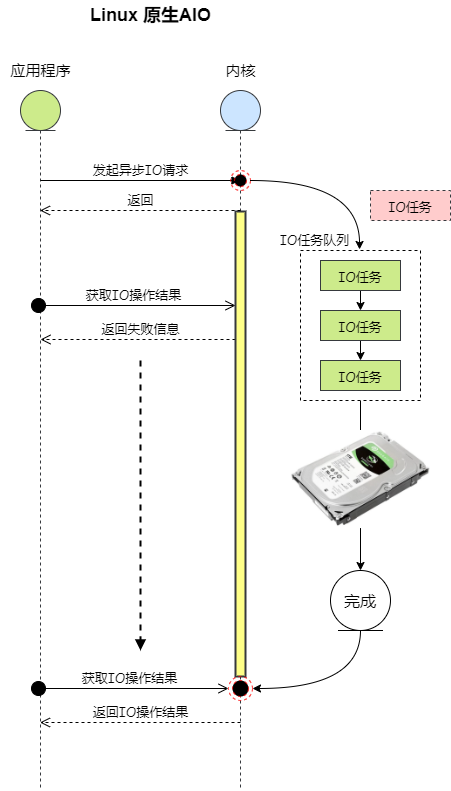 Linux 原生AIO
应用程序
内核
发起异步IO请求
返回
IO任务
IO任务队列
IO任务
获取IO操作结果
IO任务
返回失败信息
IO任务
完成
获取IO操作结果
返回IO操作结果